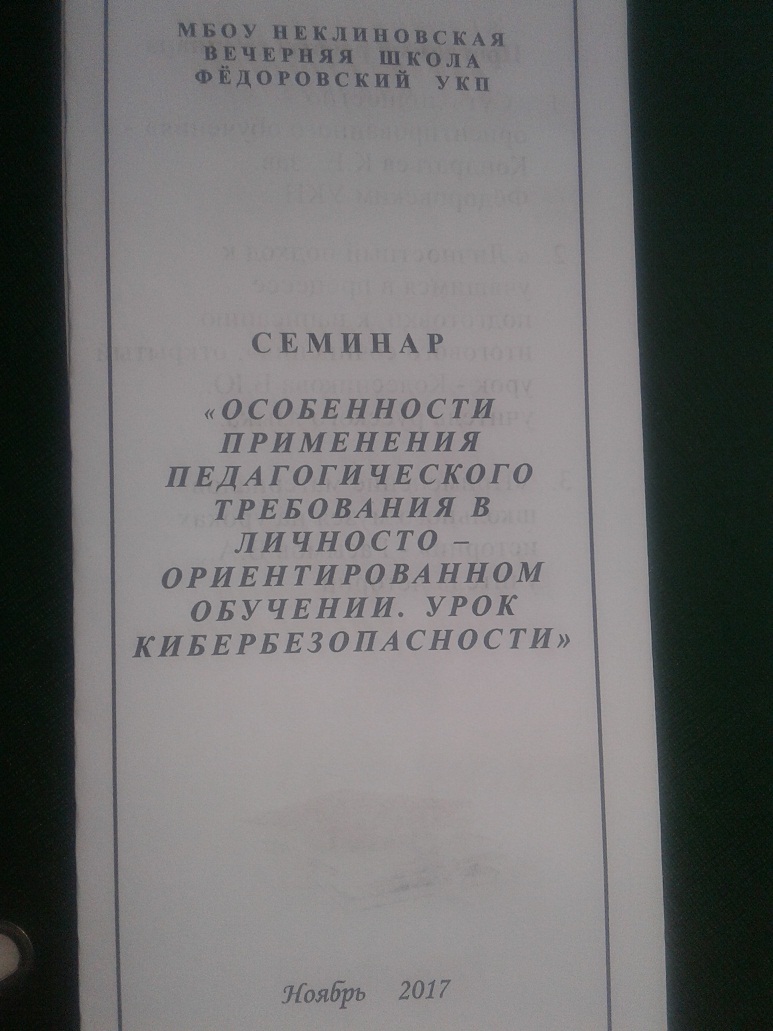 МБОУ НЕКЛИНОВСКАЯ
ВЕЧЕРНЯЯ ШКОЛА
ФЁДОРОВСКИЙ УКП
СЕМИНАР
«ОСОБЕННОСТИ
ПРИМЕНЕНИЯ
ПЕДАГОГИЧЕСКОГО
ТРЕБОВАНИЯ В
ЛИЧНОСТО –
ОРИЕНТИРОВАННОМ
ОБУЧЕНИИ. УРОК
КИБЕРБЕЗОПАСНОСТИ»
Ноябрь 2017